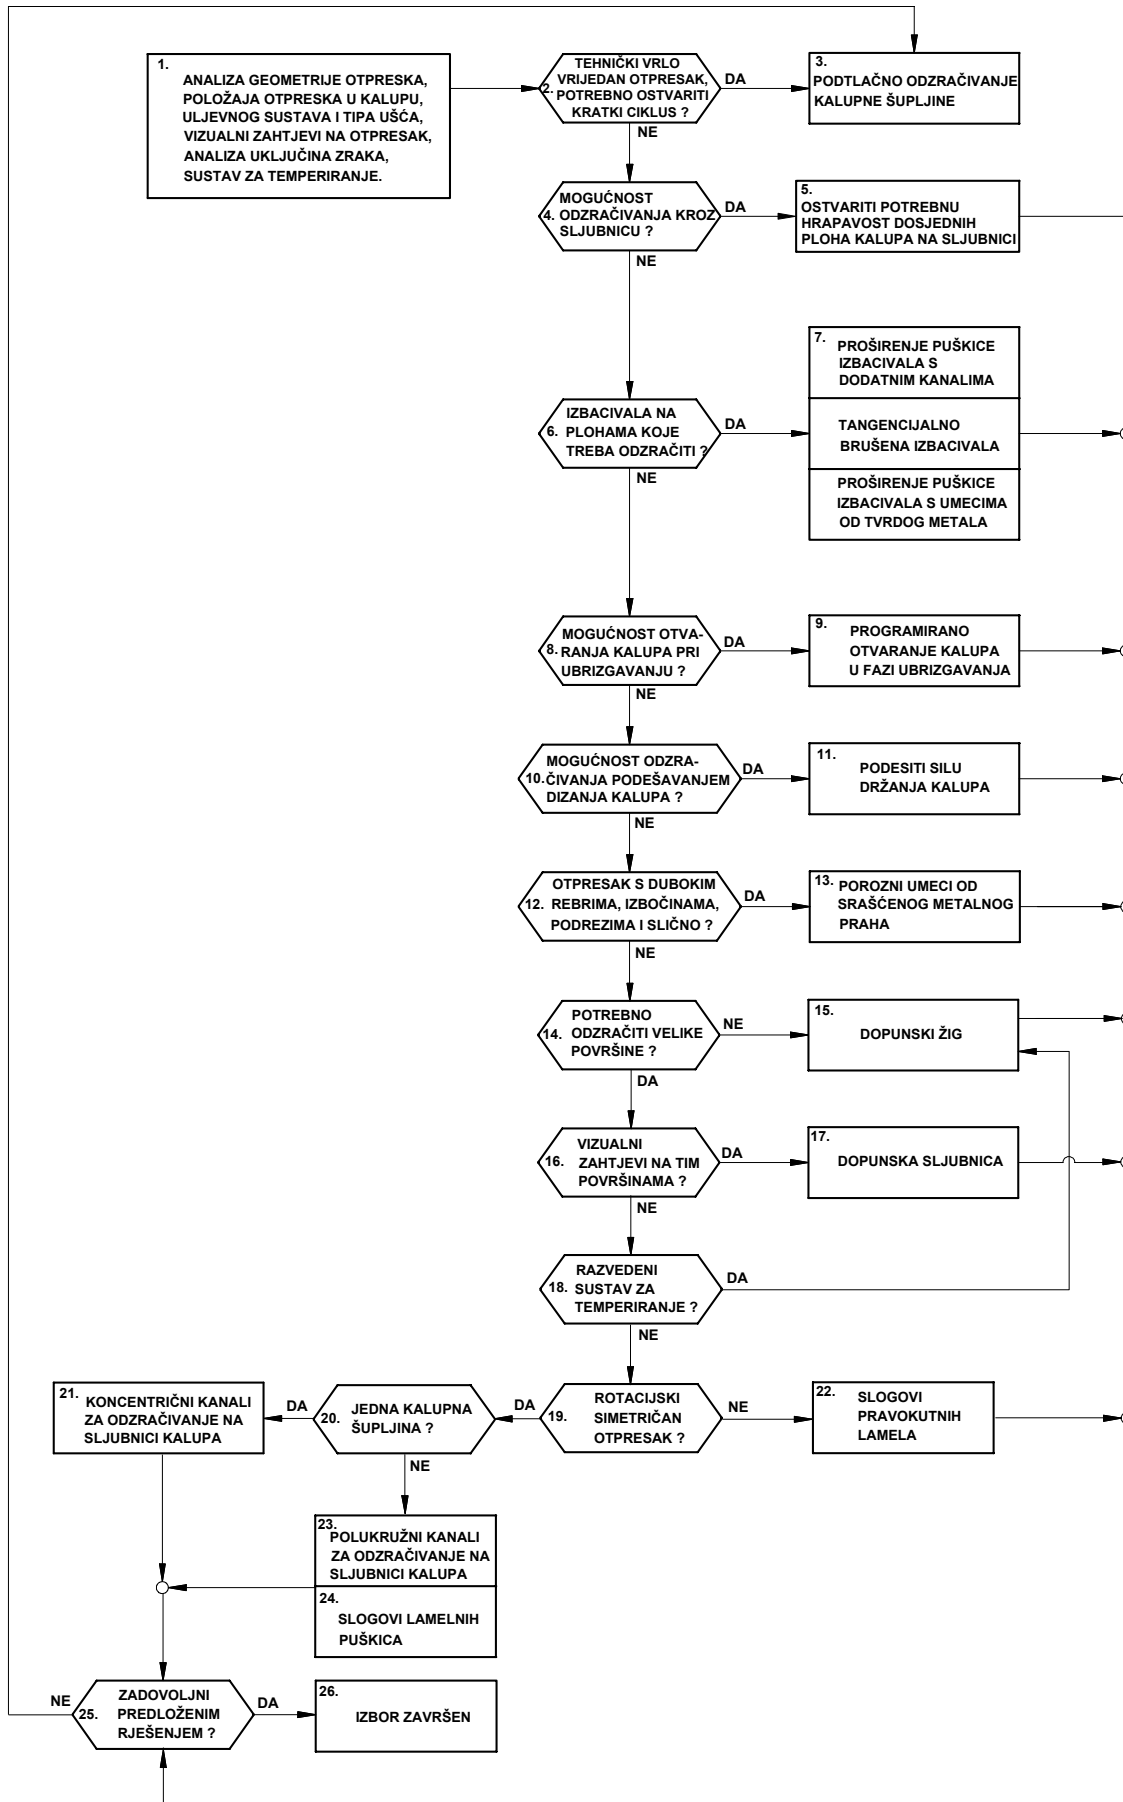 1.
ANALIZA GEOMETRIJE OTPRESKA,
POLOŽAJA OTPRESKA U KALUPU,
ULJEVNOG SUSTAVA I TIPA UŠĆA,
VIZUALNI ZAHTJEVI NA OTPRESAK,
ANALIZA UKLJUČINA ZRAKA,
SUSTAV ZA TEMPERIRANJE.
TEHNIČKI VRLO
VRIJEDAN OTPRESAK,
2. POTREBNO OSTVARITI
KRATKI CIKLUS ?
DA
NE
3.
PODTLAČNO ODZRAČIVANJE
KALUPNE ŠUPLJINE
MOGUĆNOST
4. ODZRAČIVANJA KROZ
SLJUBNICU ?
DA
NE
5.
OSTVARITI POTREBNU
HRAPAVOST DOSJEDNIH
PLOHA KALUPA NA SLJUBNICI
IZBACIVALA NA
6. PLOHAMA KOJE
TREBA ODZRAČITI ?
DA
NE
7.
PROŠIRENJE PUŠKICE
IZBACIVALA S
DODATNIM KANALIMA
TANGENCIJALNO
BRUŠENA IZBACIVALA
PROŠIRENJE PUŠKICE
IZBACIVALA S UMECIMA
OD TVRDOG METALA
MOGUĆNOST OTVA-
8. RANJA KALUPA PRI
UBRIZGAVANJU ?
DA
NE
9.
PROGRAMIRANO
OTVARANJE KALUPA
U FAZI UBRIZGAVANJA
MOGUĆNOST ODZRA-
10. ČIVANJA PODEŠAVANJEM
DIZANJA KALUPA ?
DA
NE
11.
PODESITI SILU
DRŽANJA KALUPA
OTPRESAK S DUBOKIM
12. REBRIMA, IZBOČINAMA,
PODREZIMA I SLIČNO ?
DA
NE
13. POROZNI UMECI OD
SRAŠĆENOG METALNOG
PRAHA
POTREBNO
14. ODZRAČITI VELIKE
POVRŠINE ?
NE
DA
15.
DOPUNSKI ŽIG
VIZUALNI
16. ZAHTJEVI NA TIM
POVRŠINAMA ?
DA
NE
17.
DOPUNSKA SLJUBNICA
RAZVEDENI
18. SUSTAV ZA
TEMPERIRANJE ?
DA
NE
ROTACIJSKI
19. SIMETRIČAN
OTPRESAK ?
DA
NE
22. SLOGOVI
PRAVOKUTNIH
LAMELA
JEDNA KALUPNA
20. ŠUPLJINA ?
DA
NE
21. KONCENTRIČNI KANALI
ZA ODZRAČIVANJE NA
SLJUBNICI KALUPA
23.
POLUKRUŽNI KANALI
ZA ODZRAČIVANJE NA
SLJUBNICI KALUPA
24.
SLOGOVI LAMELNIH
PUŠKICA
ZADOVOLJNI
25. PREDLOŽENIM
RJEŠENJEM ?
NE
DA
26.
IZBOR ZAVRŠEN